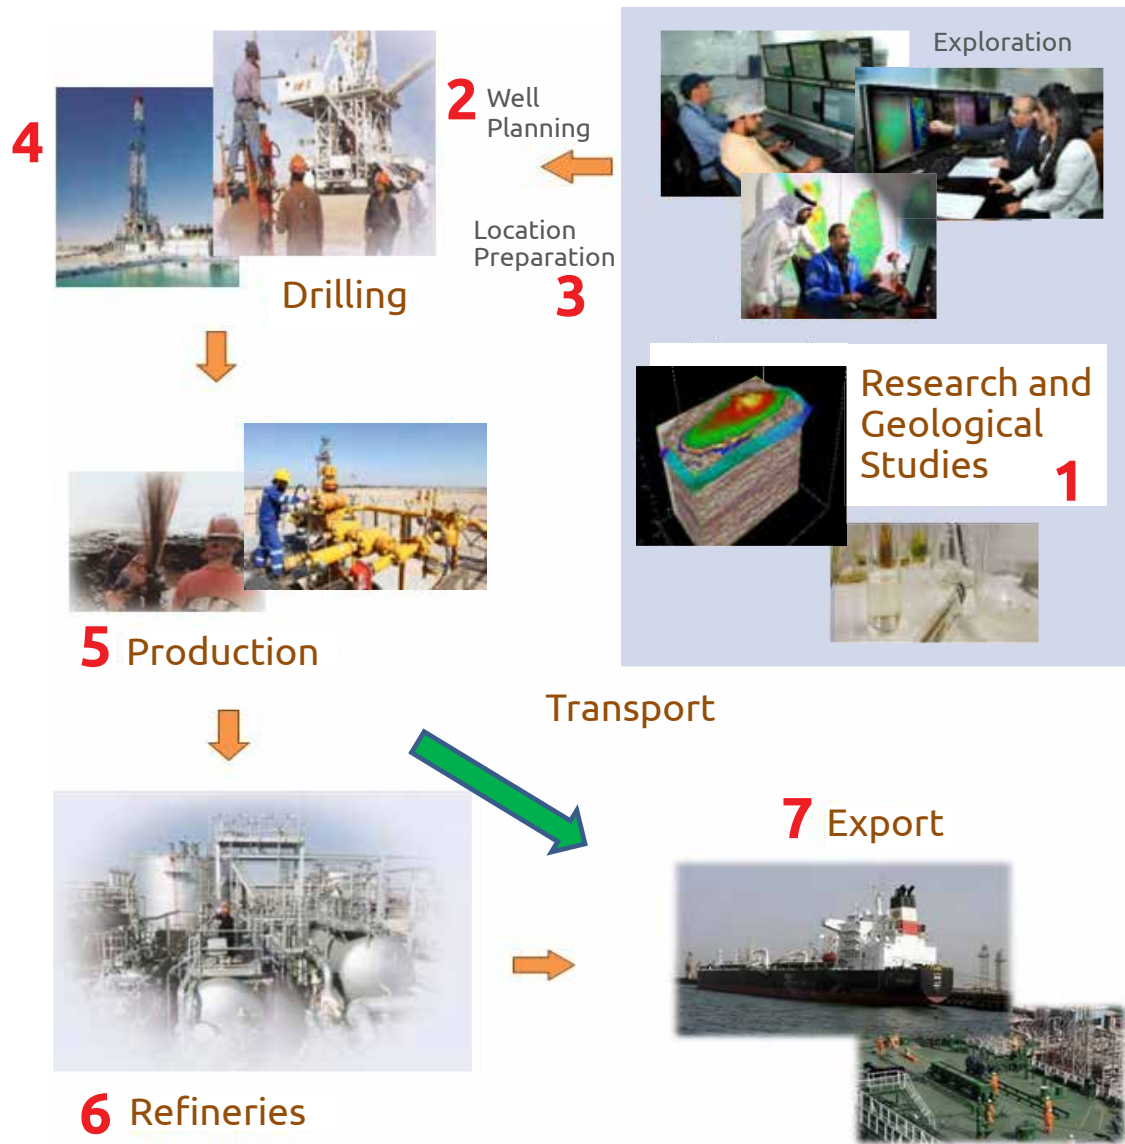 Exploration
Research and
Geological
Studies
1
2 Well
Planning
Location
Preparation
3
4
Drilling
5 Production
Transport
6 Refineries
7 Export